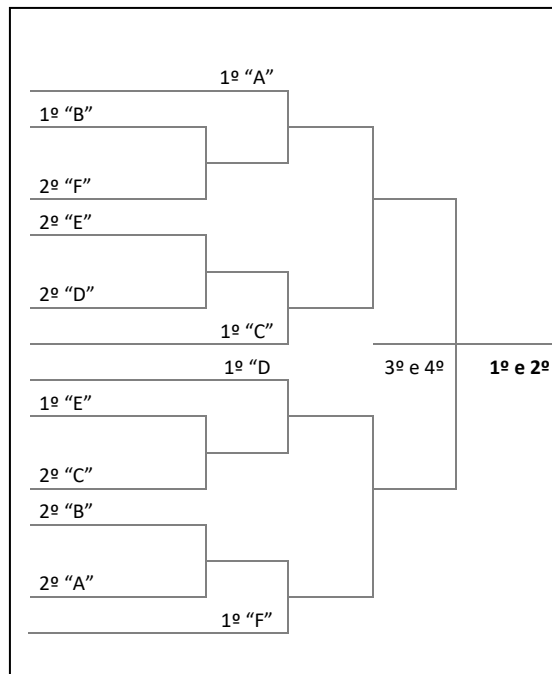 1º “A”
1º “B”
2º “F”
2º “E”
2º “D”
1º “C”
1º “D
3º e 4º
1º e 2º
1º “E”
2º “C”
2º “B”
2º “A”
1º “F”